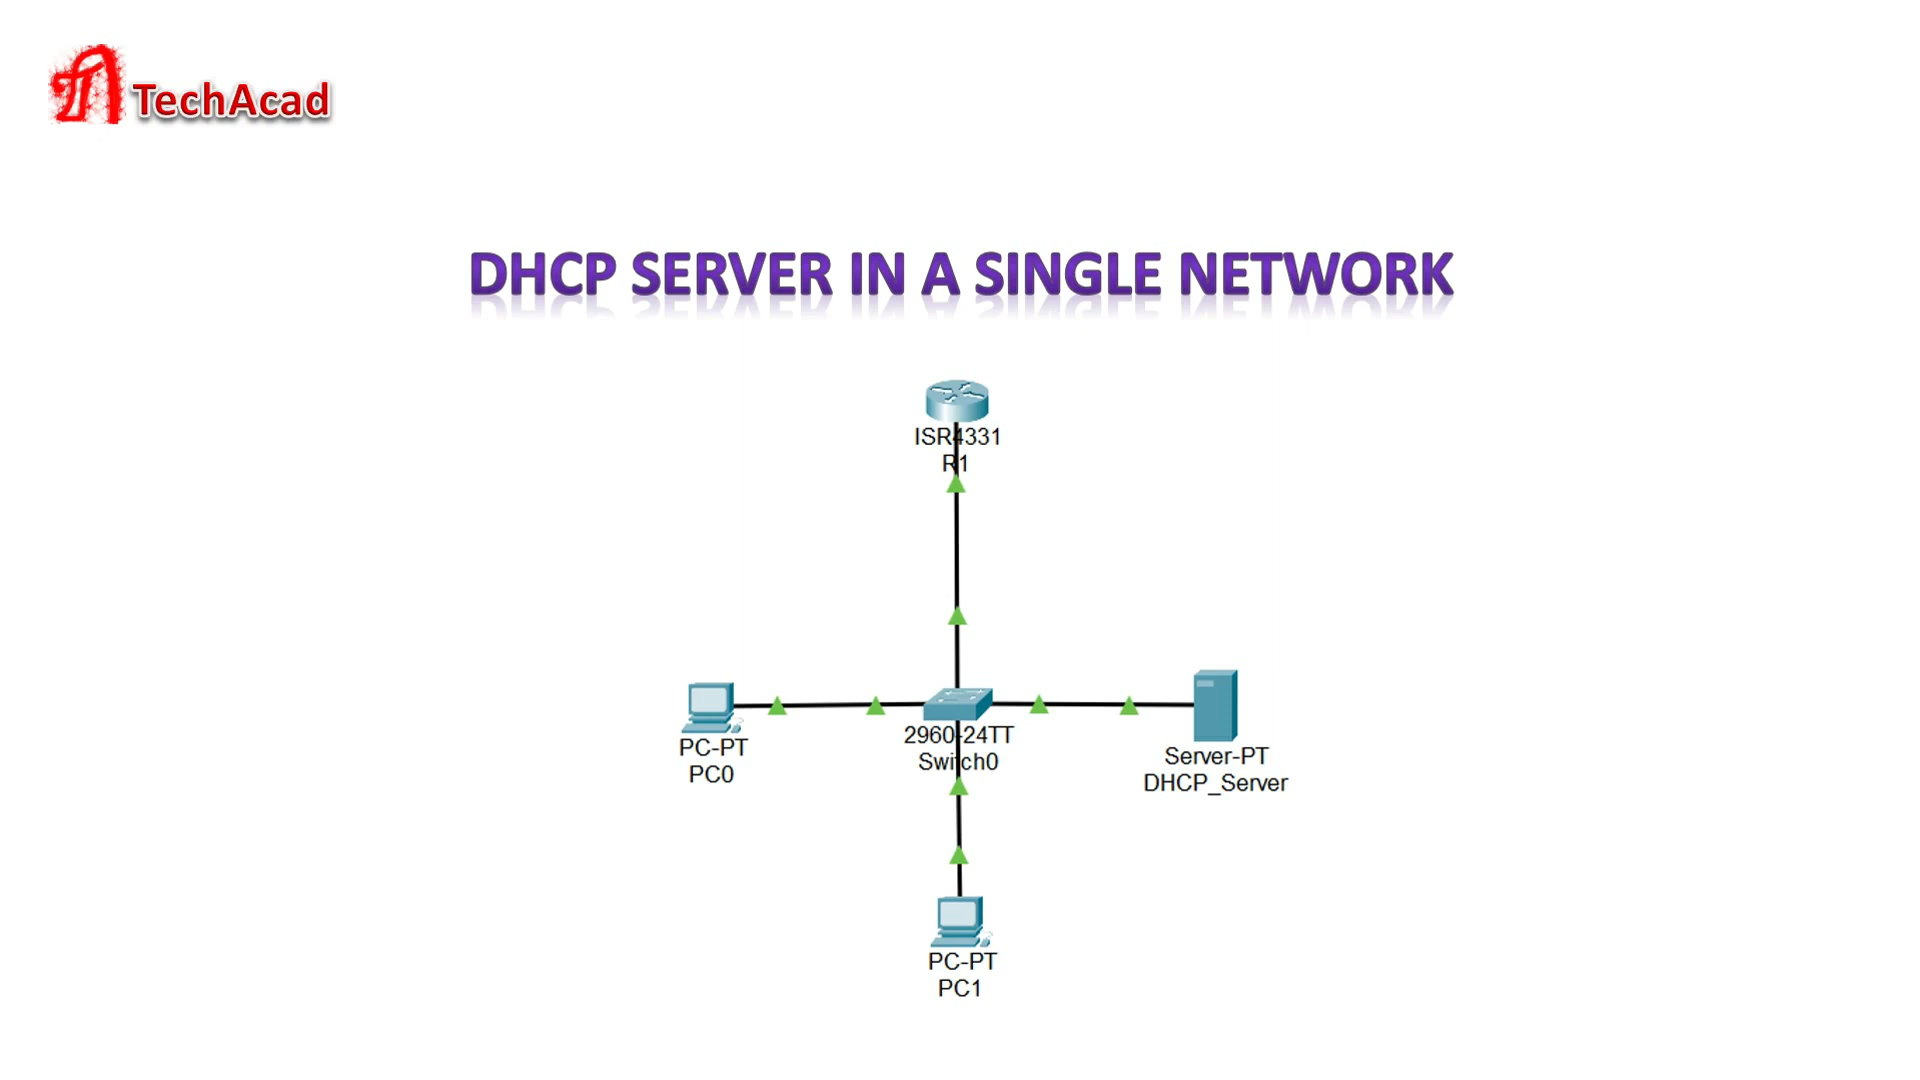 TechAcad
DHCP SERVER IN A SINGLE NETWORK
ISR4331
R1
PC-PT
PC0
2960-24TT
Switch0
Server-PT
DHCP_Server
PC-PT
PC1